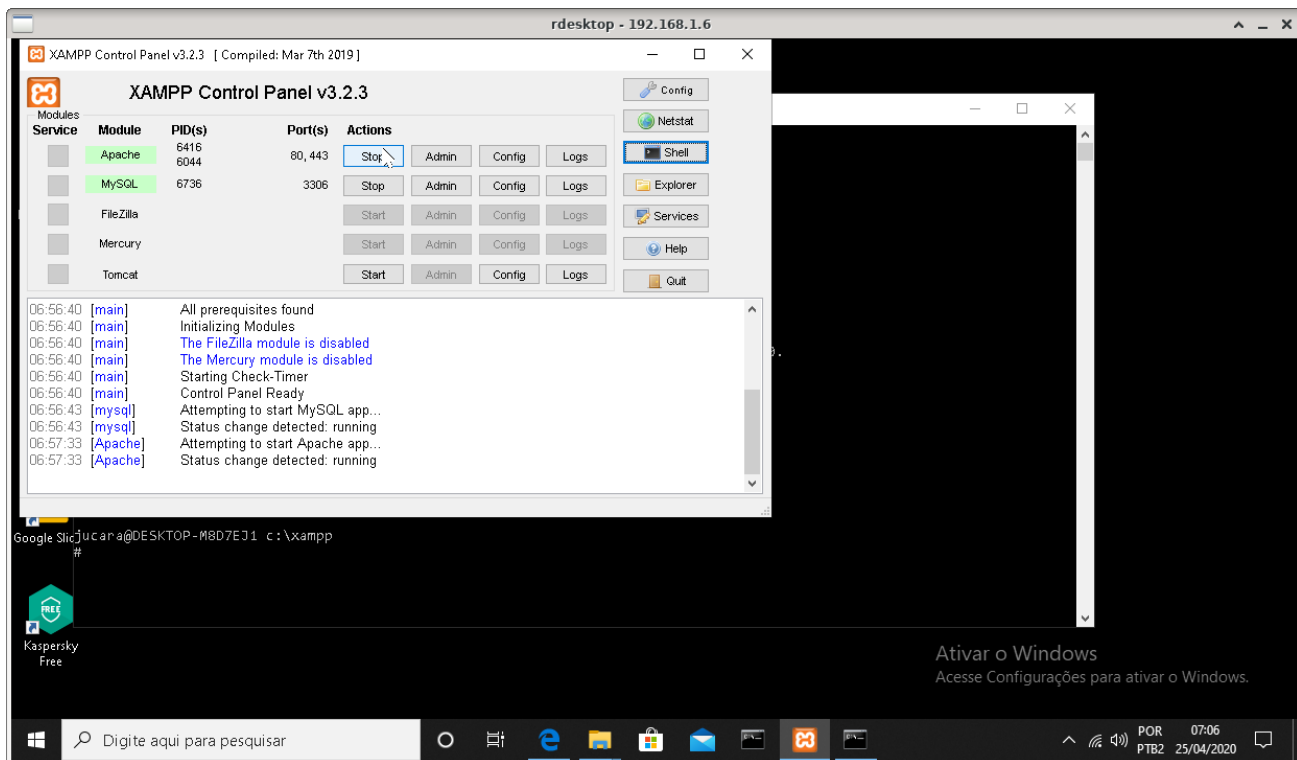 rdesktop - 192.168.1.6
XAMPP Control Panel v3.2.3 [ Compiled: Mar 7th 2019 ]
XAMPP Control Panel v3.2.3
Config
Netstat
Shell
Explorer
Services
Help
Quit
Modules
Service Module PID(s) Port(s) Actions
Apache 6416 6044 80, 443 Stop Admin Config Logs
MySQL 6736 3306 Stop Admin Config Logs
FileZilla Start Admin Config Logs
Mercury Start Admin Config Logs
Tomcat Start Admin Config Logs
06:56:40 [main] All prerequisites found
06:56:40 [main] Initializing Modules
06:56:40 [main] The FileZilla module is disabled
06:56:40 [main] The Mercury module is disabled
06:56:40 [main] Starting Check-Timer
06:56:40 [main] Control Panel Ready
06:56:43 [mysql] Attempting to start MySQL app...
06:56:43 [mysql] Status change detected: running
06:57:33 [Apache] Attempting to start Apache app...
06:57:33 [Apache] Status change detected: running
Google
jucara@DESKTOP-M8D7EJ1 c:\xampp
#
FREE
Kaspersky
Free
Ativar o Windows
Acesse Configurações para ativar o Windows.
Digite aqui para pesquisar
POR
PTB2
07:06
25/04/2020